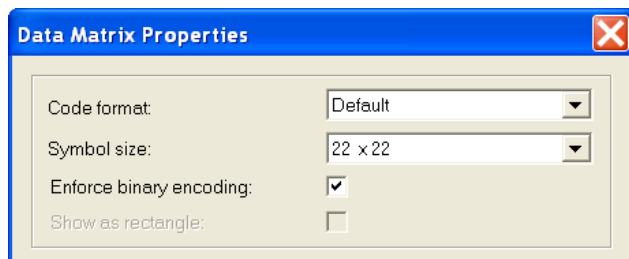 Data Matrix Properties
Code format: Default
Symbol size: 22 x 22
Enforce binary encoding:
Show as rectangle: